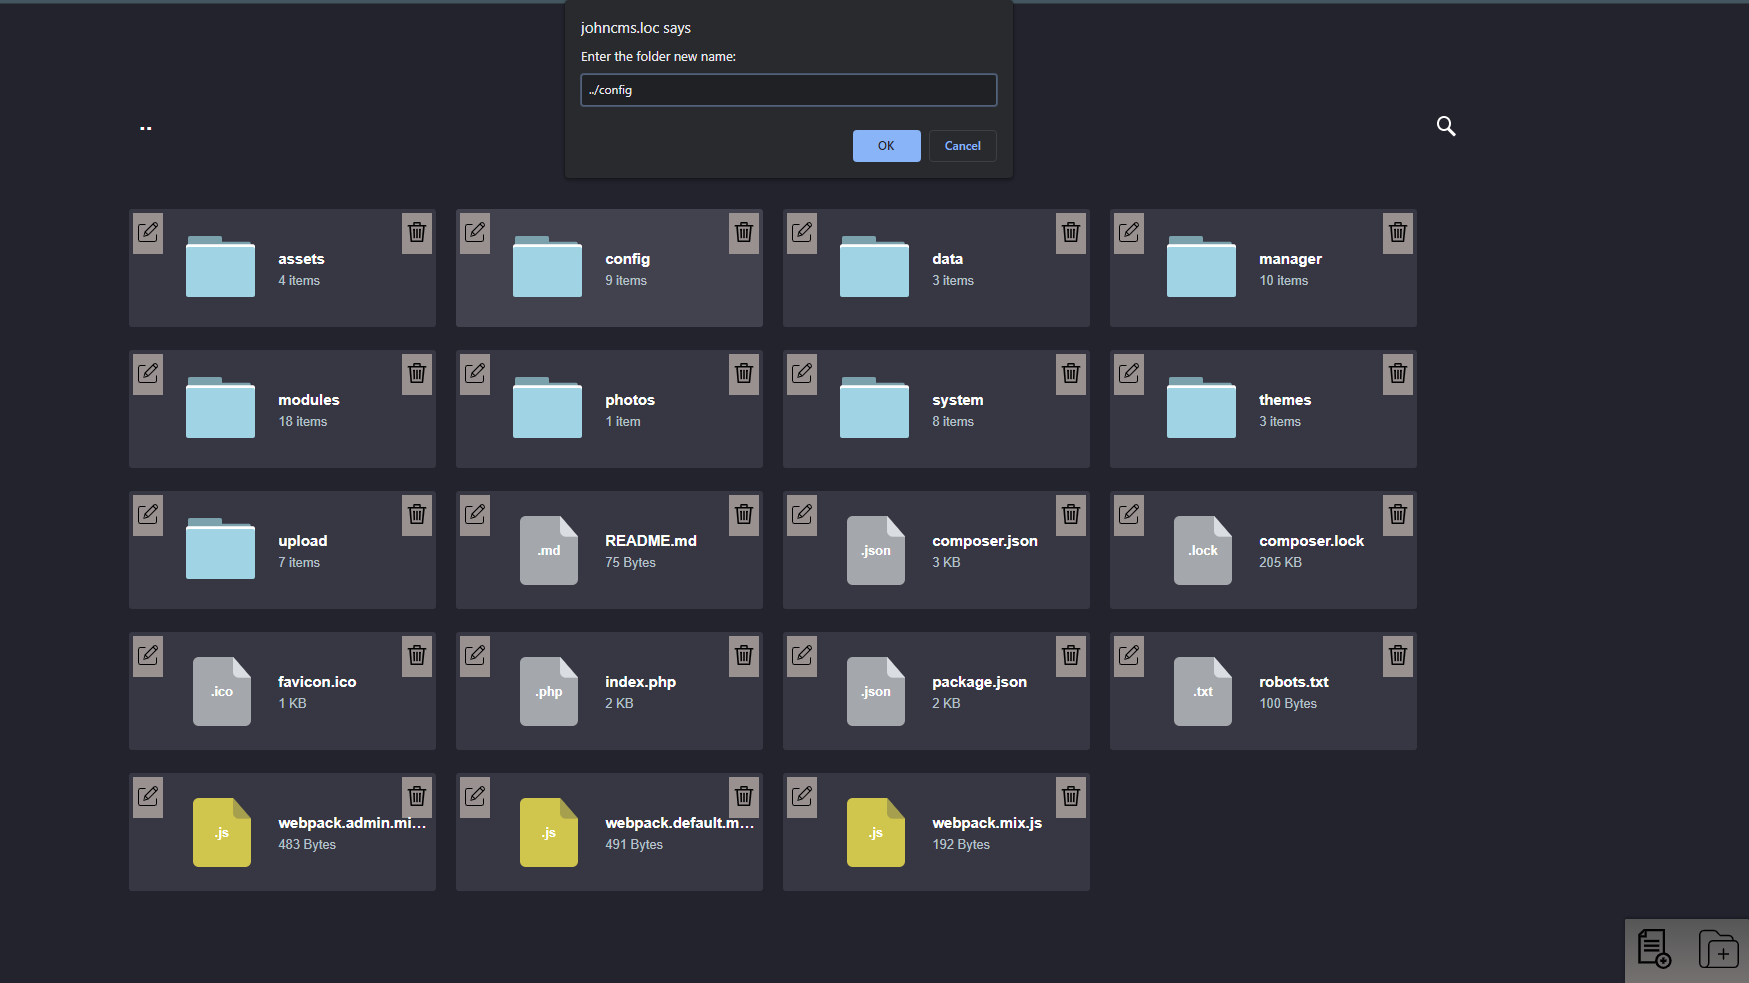 johncms.loc says
Enter the folder new name:
../config
OK
Cancel
..
assets
4 items
config
9 items
data
3 items
manager
10 items
modules
18 items
photos
1 item
system
8 items
themes
3 items
upload
7 items
.md
README.md
75 Bytes
.json
composer.json
3 KB
.lock
composer.lock
205 KB
.ico
favicon.ico
1 KB
.php
index.php
2 KB
.json
package.json
2 KB
.txt
robots.txt
100 Bytes
.js
webpack.admin.mi...
483 Bytes
.js
webpack.default.m...
491 Bytes
.js
webpack.mix.js
192 Bytes